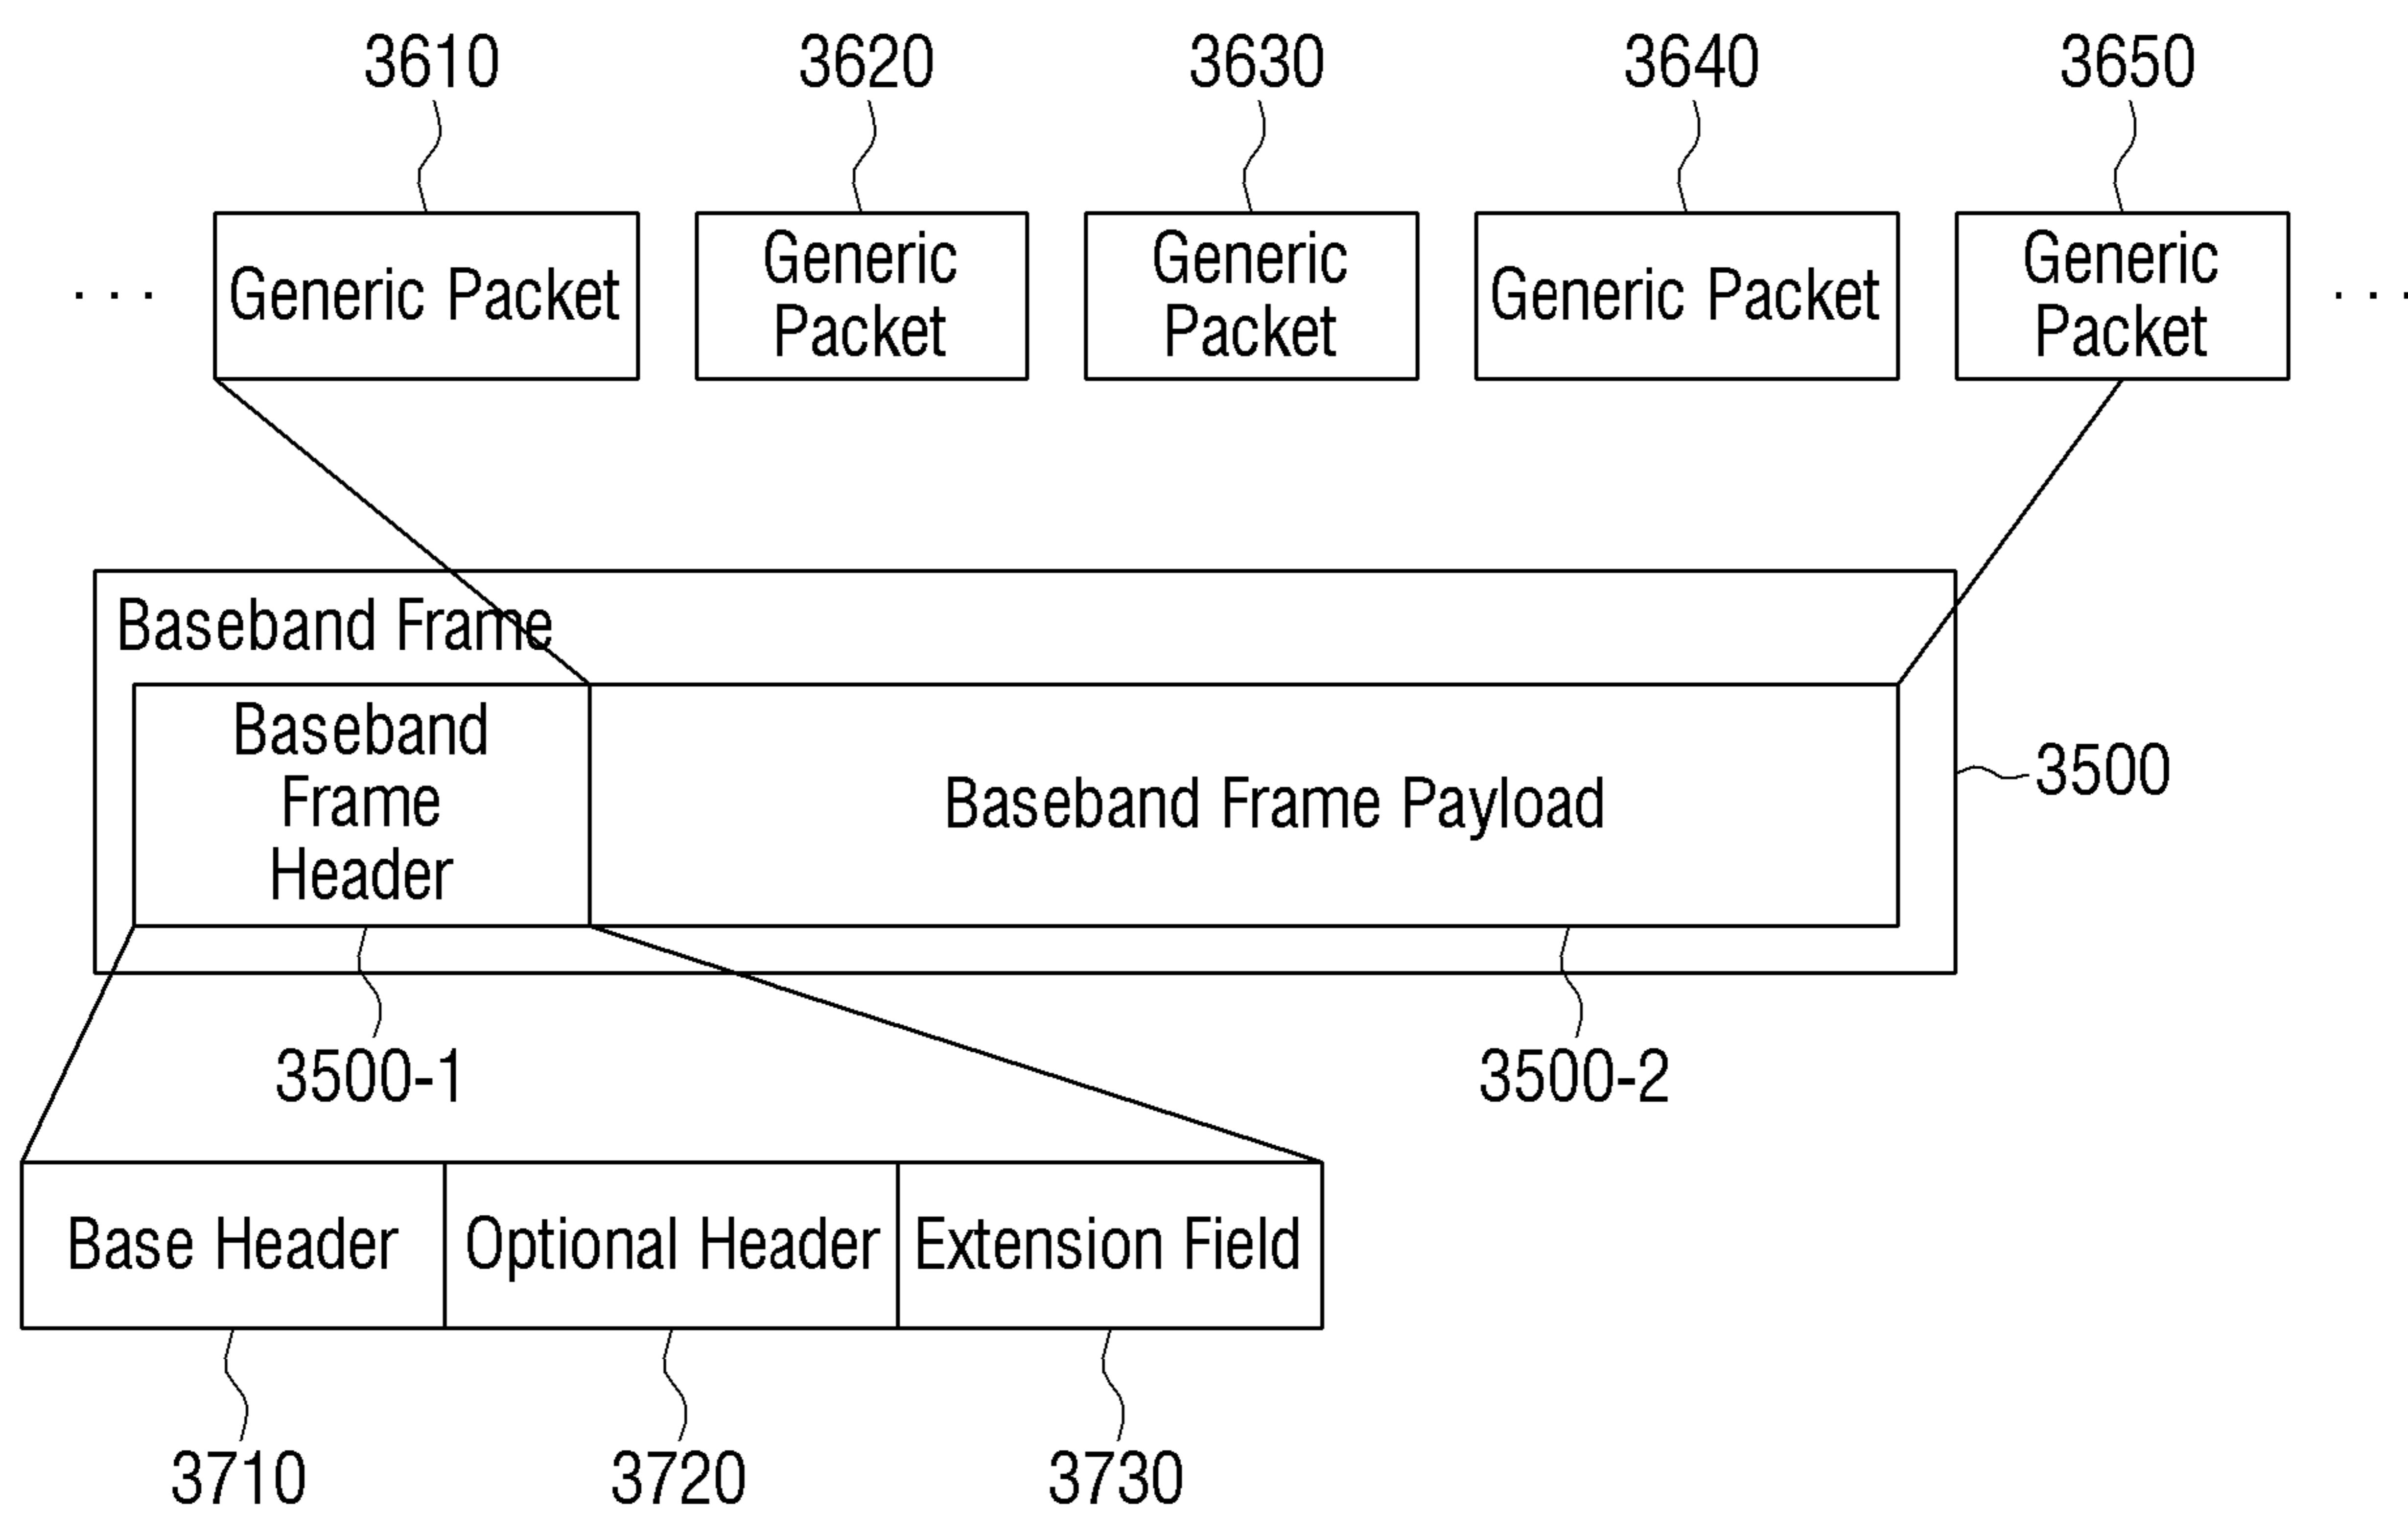 3610 3620 3630 3640 3650
. . . Generic Packet Generic Packet Generic Packet Generic Packet Generic Packet . . .
Baseband Frame
Baseband
Frame
Header
Baseband Frame Payload
3500
3500-1 3500-2
Base Header Optional Header Extension Field
3710 3720 3730